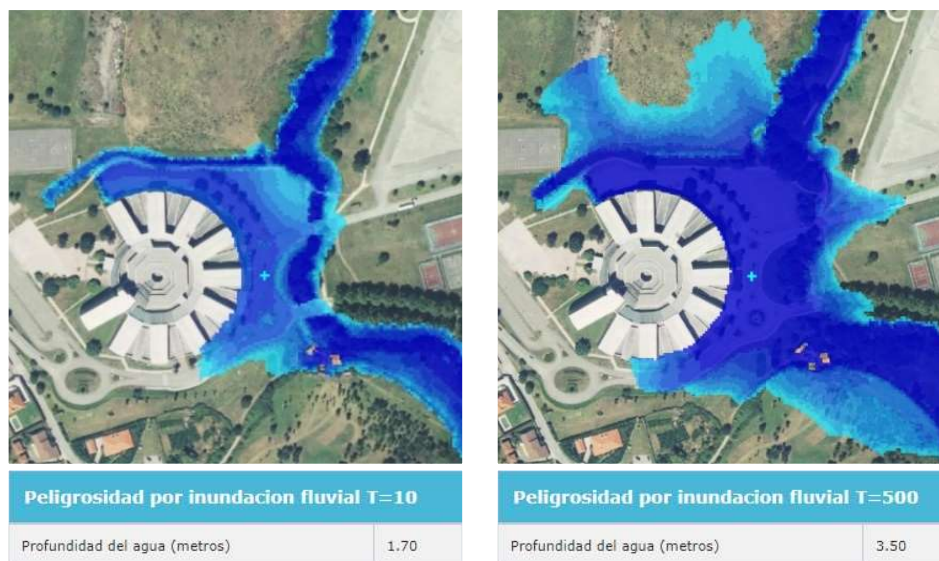 Peligrosidad por inundacion fluvial T=10
Profundidad del agua (metros) 1.70
Peligrosidad por inundacion fluvial T=500
Profundidad del agua (metros) 3.50